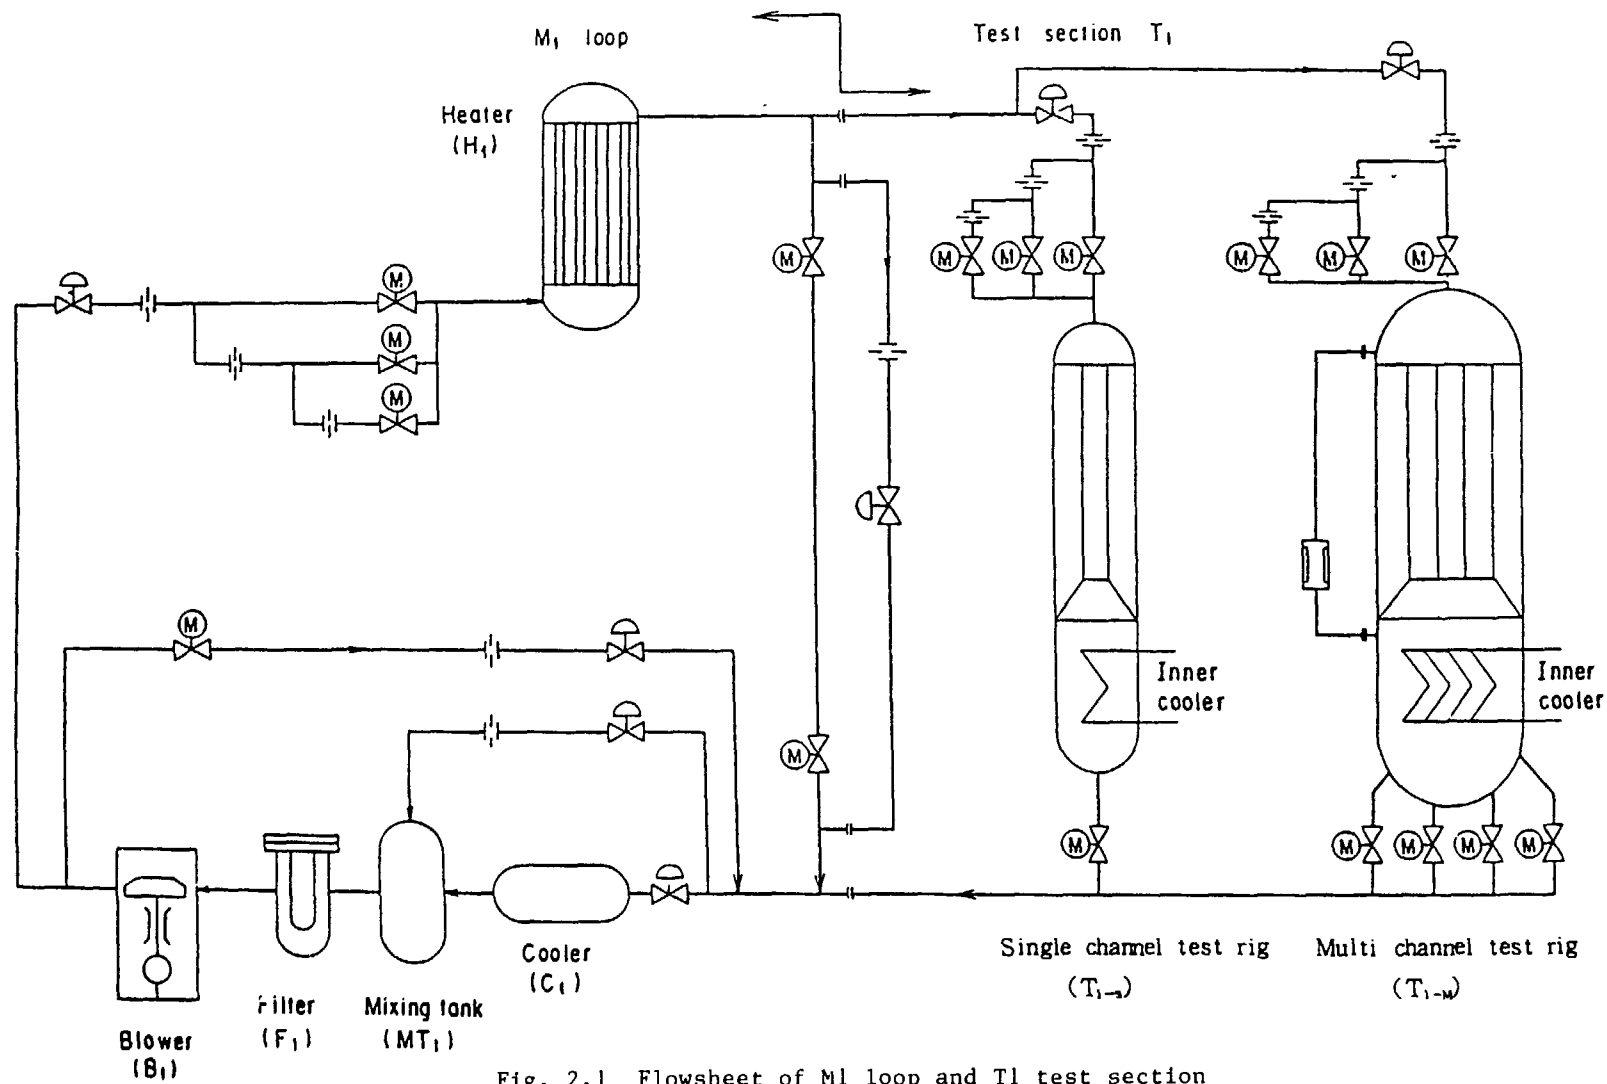 M₁ loop
Test section T₁
Heater
(H₁)
M
M
M
M
M
M
M
M
M
M
M
Inner
cooler
Inner
cooler
M
M
M
M
M
M
M
Cooler
(C₁)
Filter
(F₁)
Mixing tank
(MT₁)
Blower
(B₁)
Single channel test rig
(T₁₋s)
Multi channel test rig
(T₁₋M)
Fig. 2.1 Flowsheet of M1 loop and T1 test section